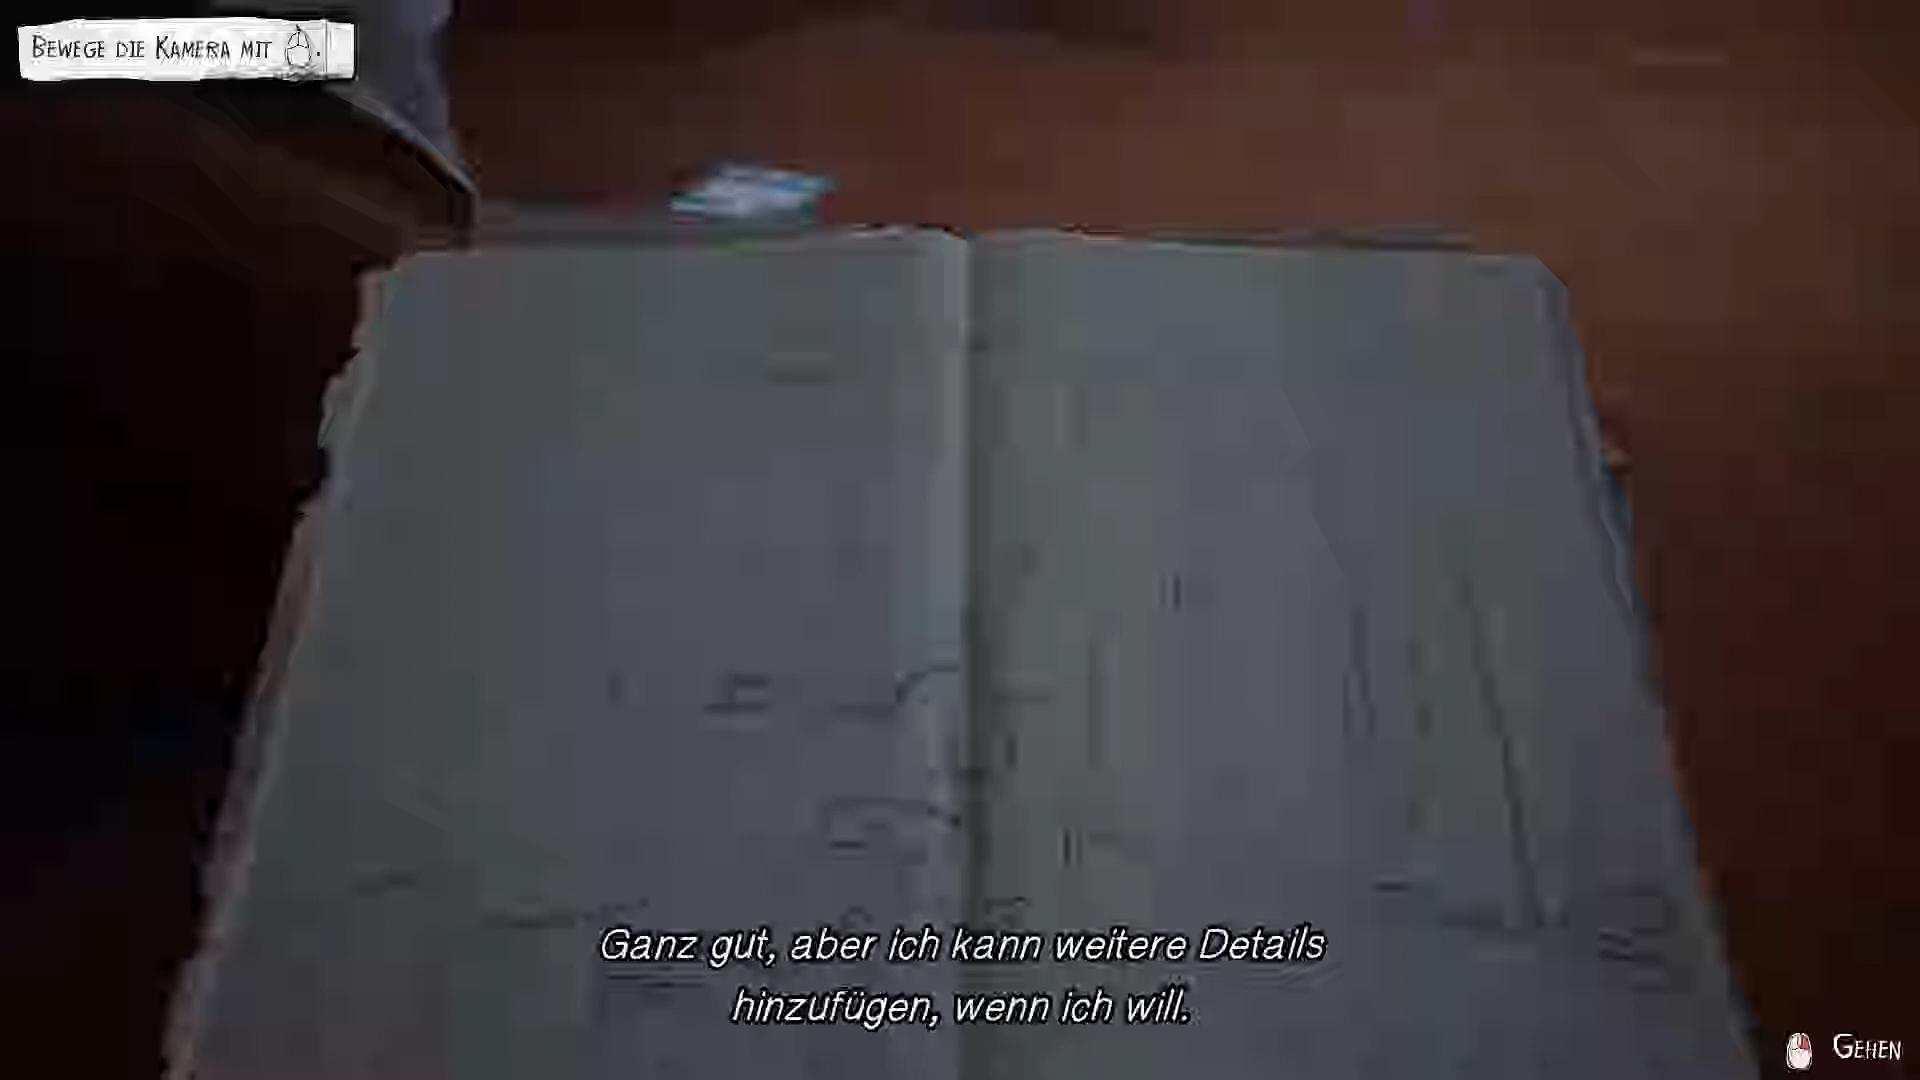 BEWEGE DIE KAMERA MIT .
Ganz gut, aber ich kann weitere Details
hinzufügen, wenn ich will.
GEHEN